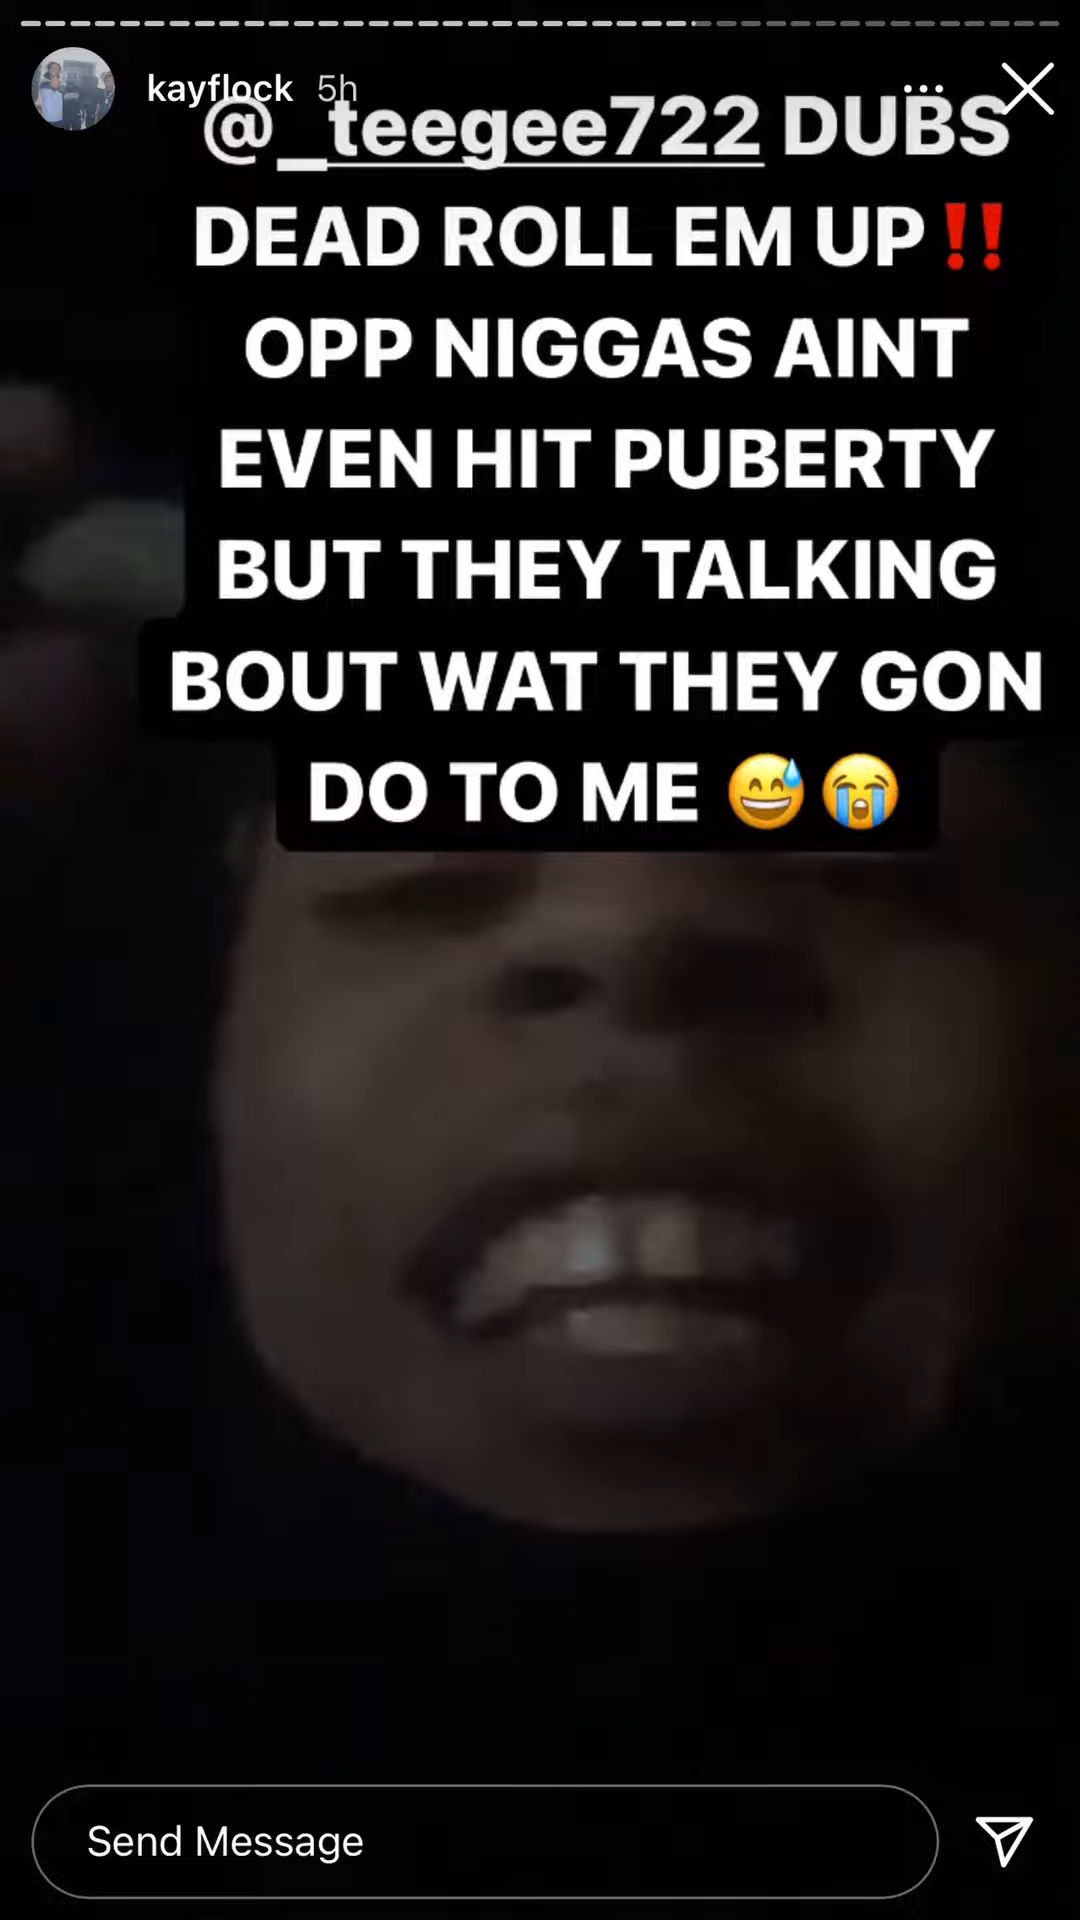 kayflock 5h
@_teegee722 DUBS
DEAD ROLL EM UP‼️
OPP NIGGAS AINT
EVEN HIT PUBERTY
BUT THEY TALKING
BOUT WAT THEY GON
DO TO ME 😅😭
Send Message